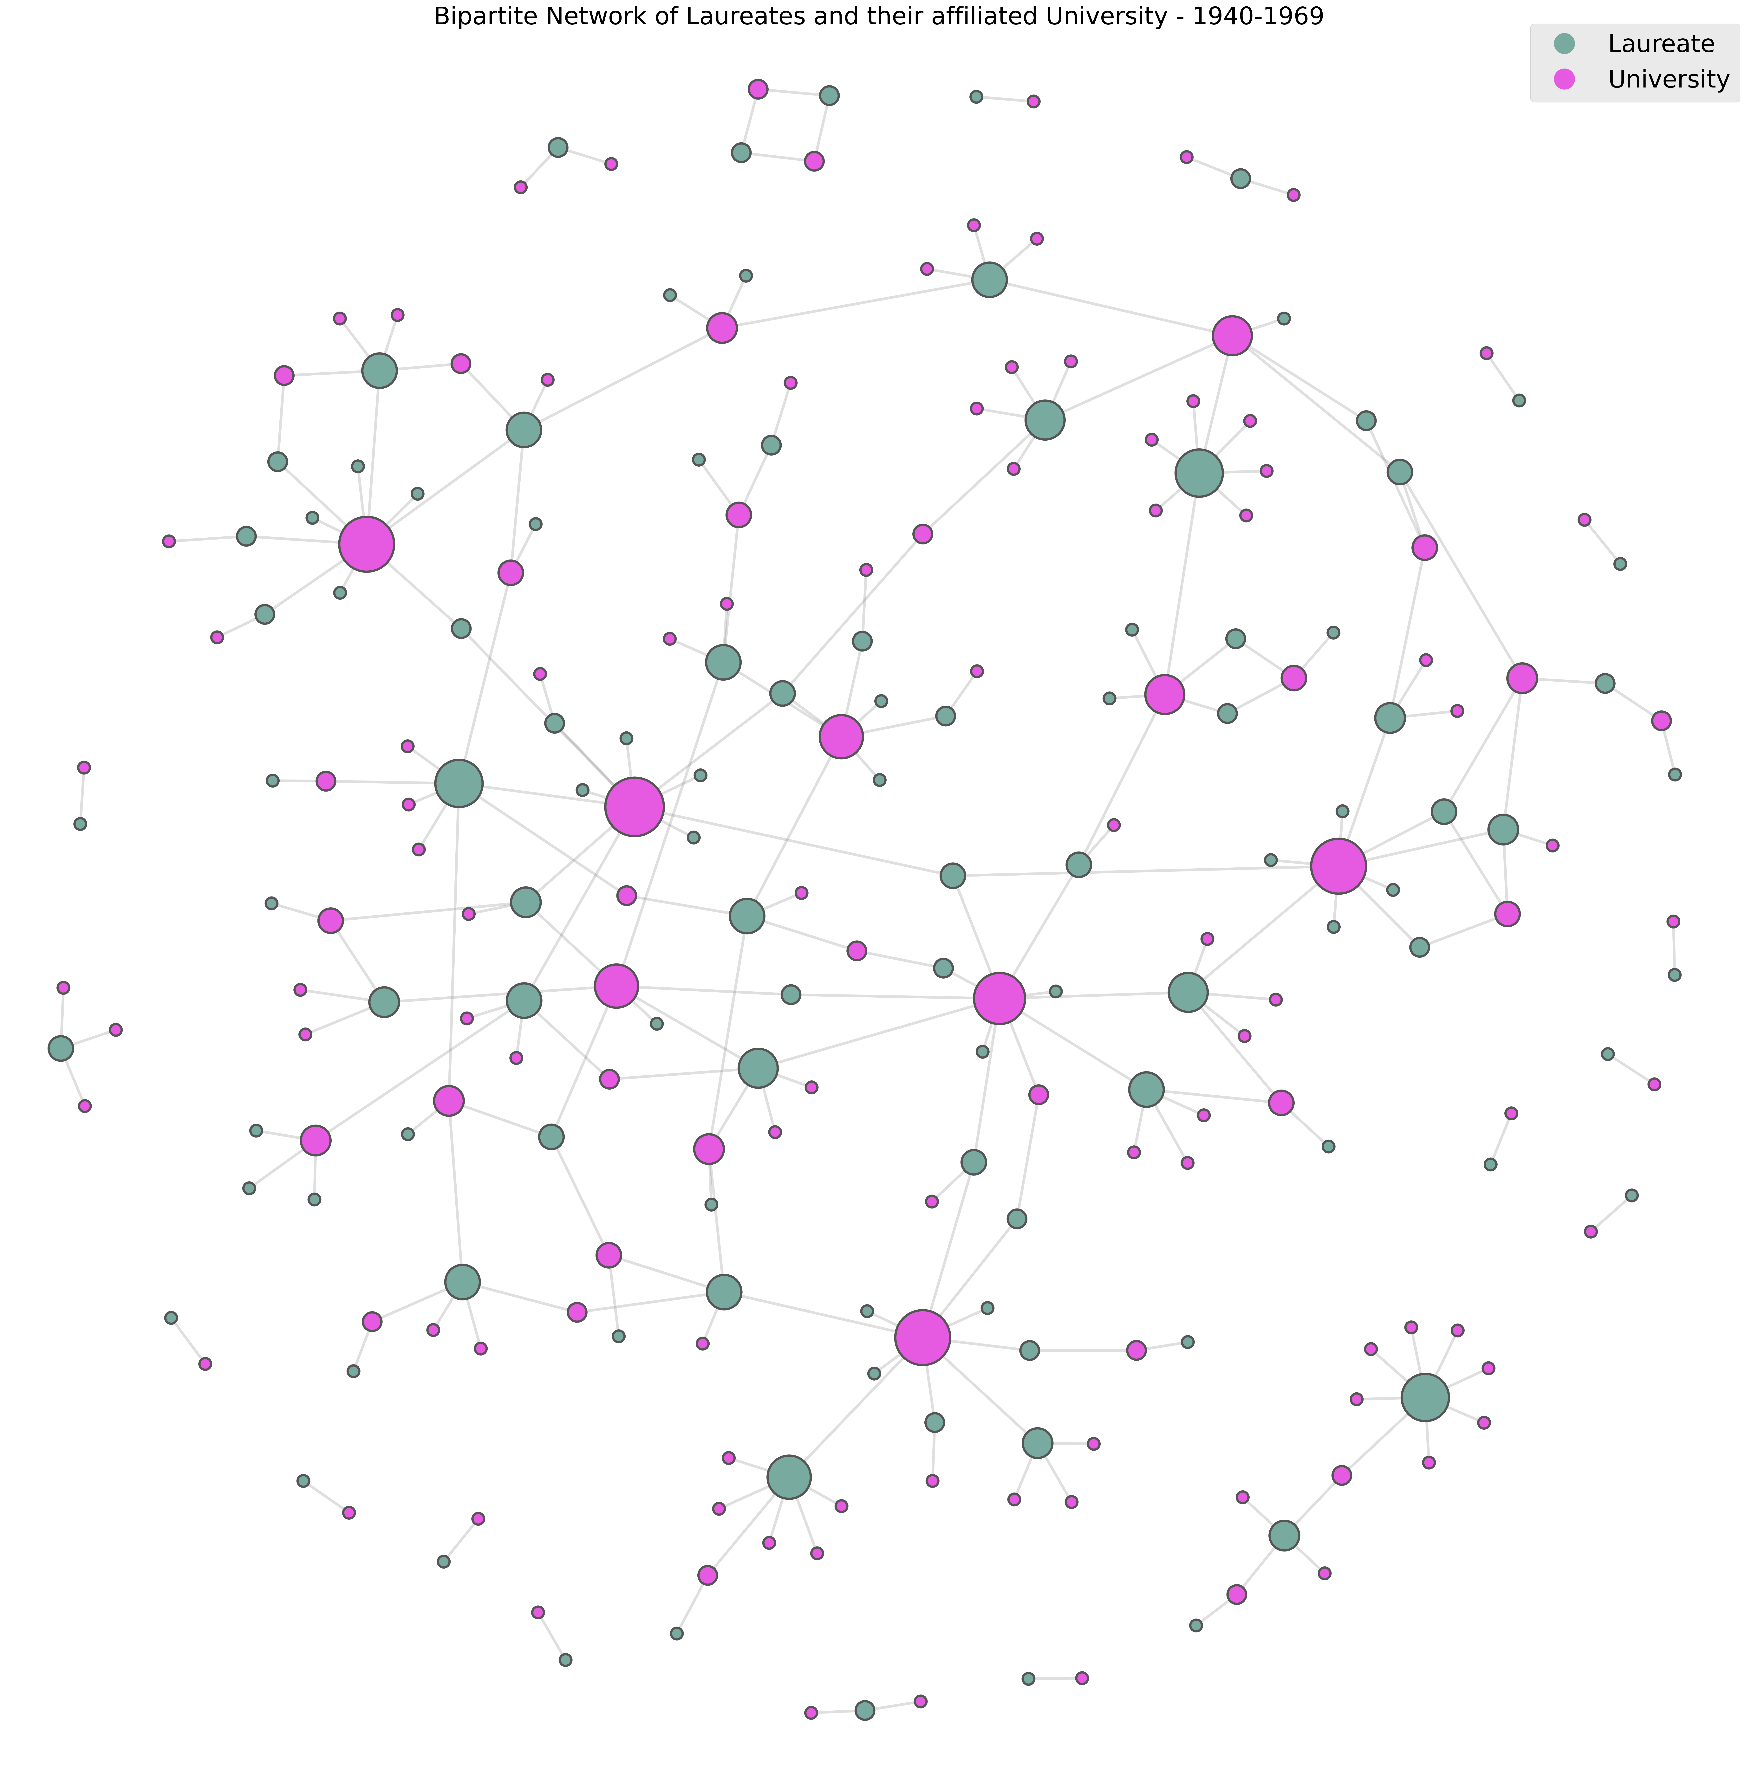 Bipartite Network of Laureates and their affiliated University - 1940-1969
Laureate
University